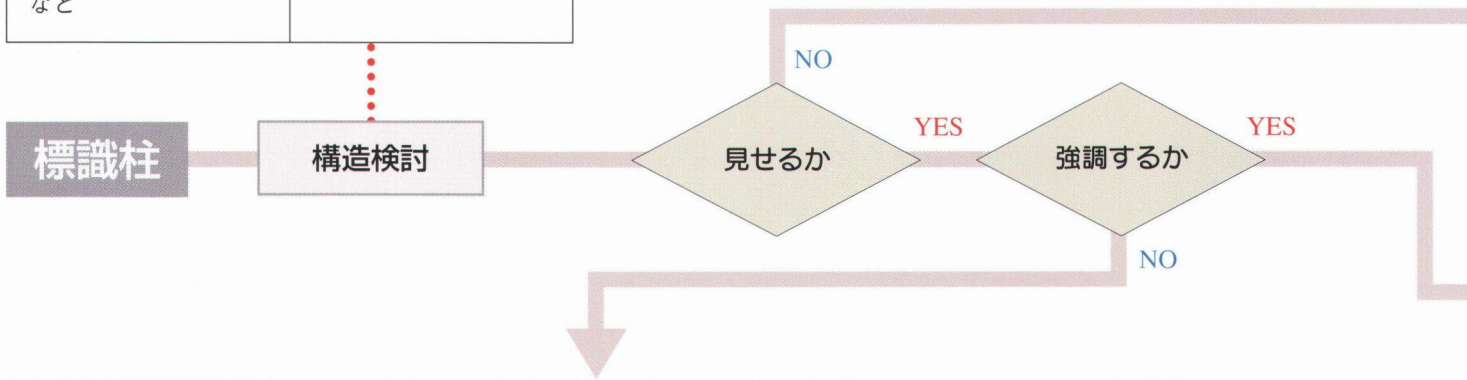 など
NO
標識柱
構造検討
見せるか
YES
強調するか
YES
NO